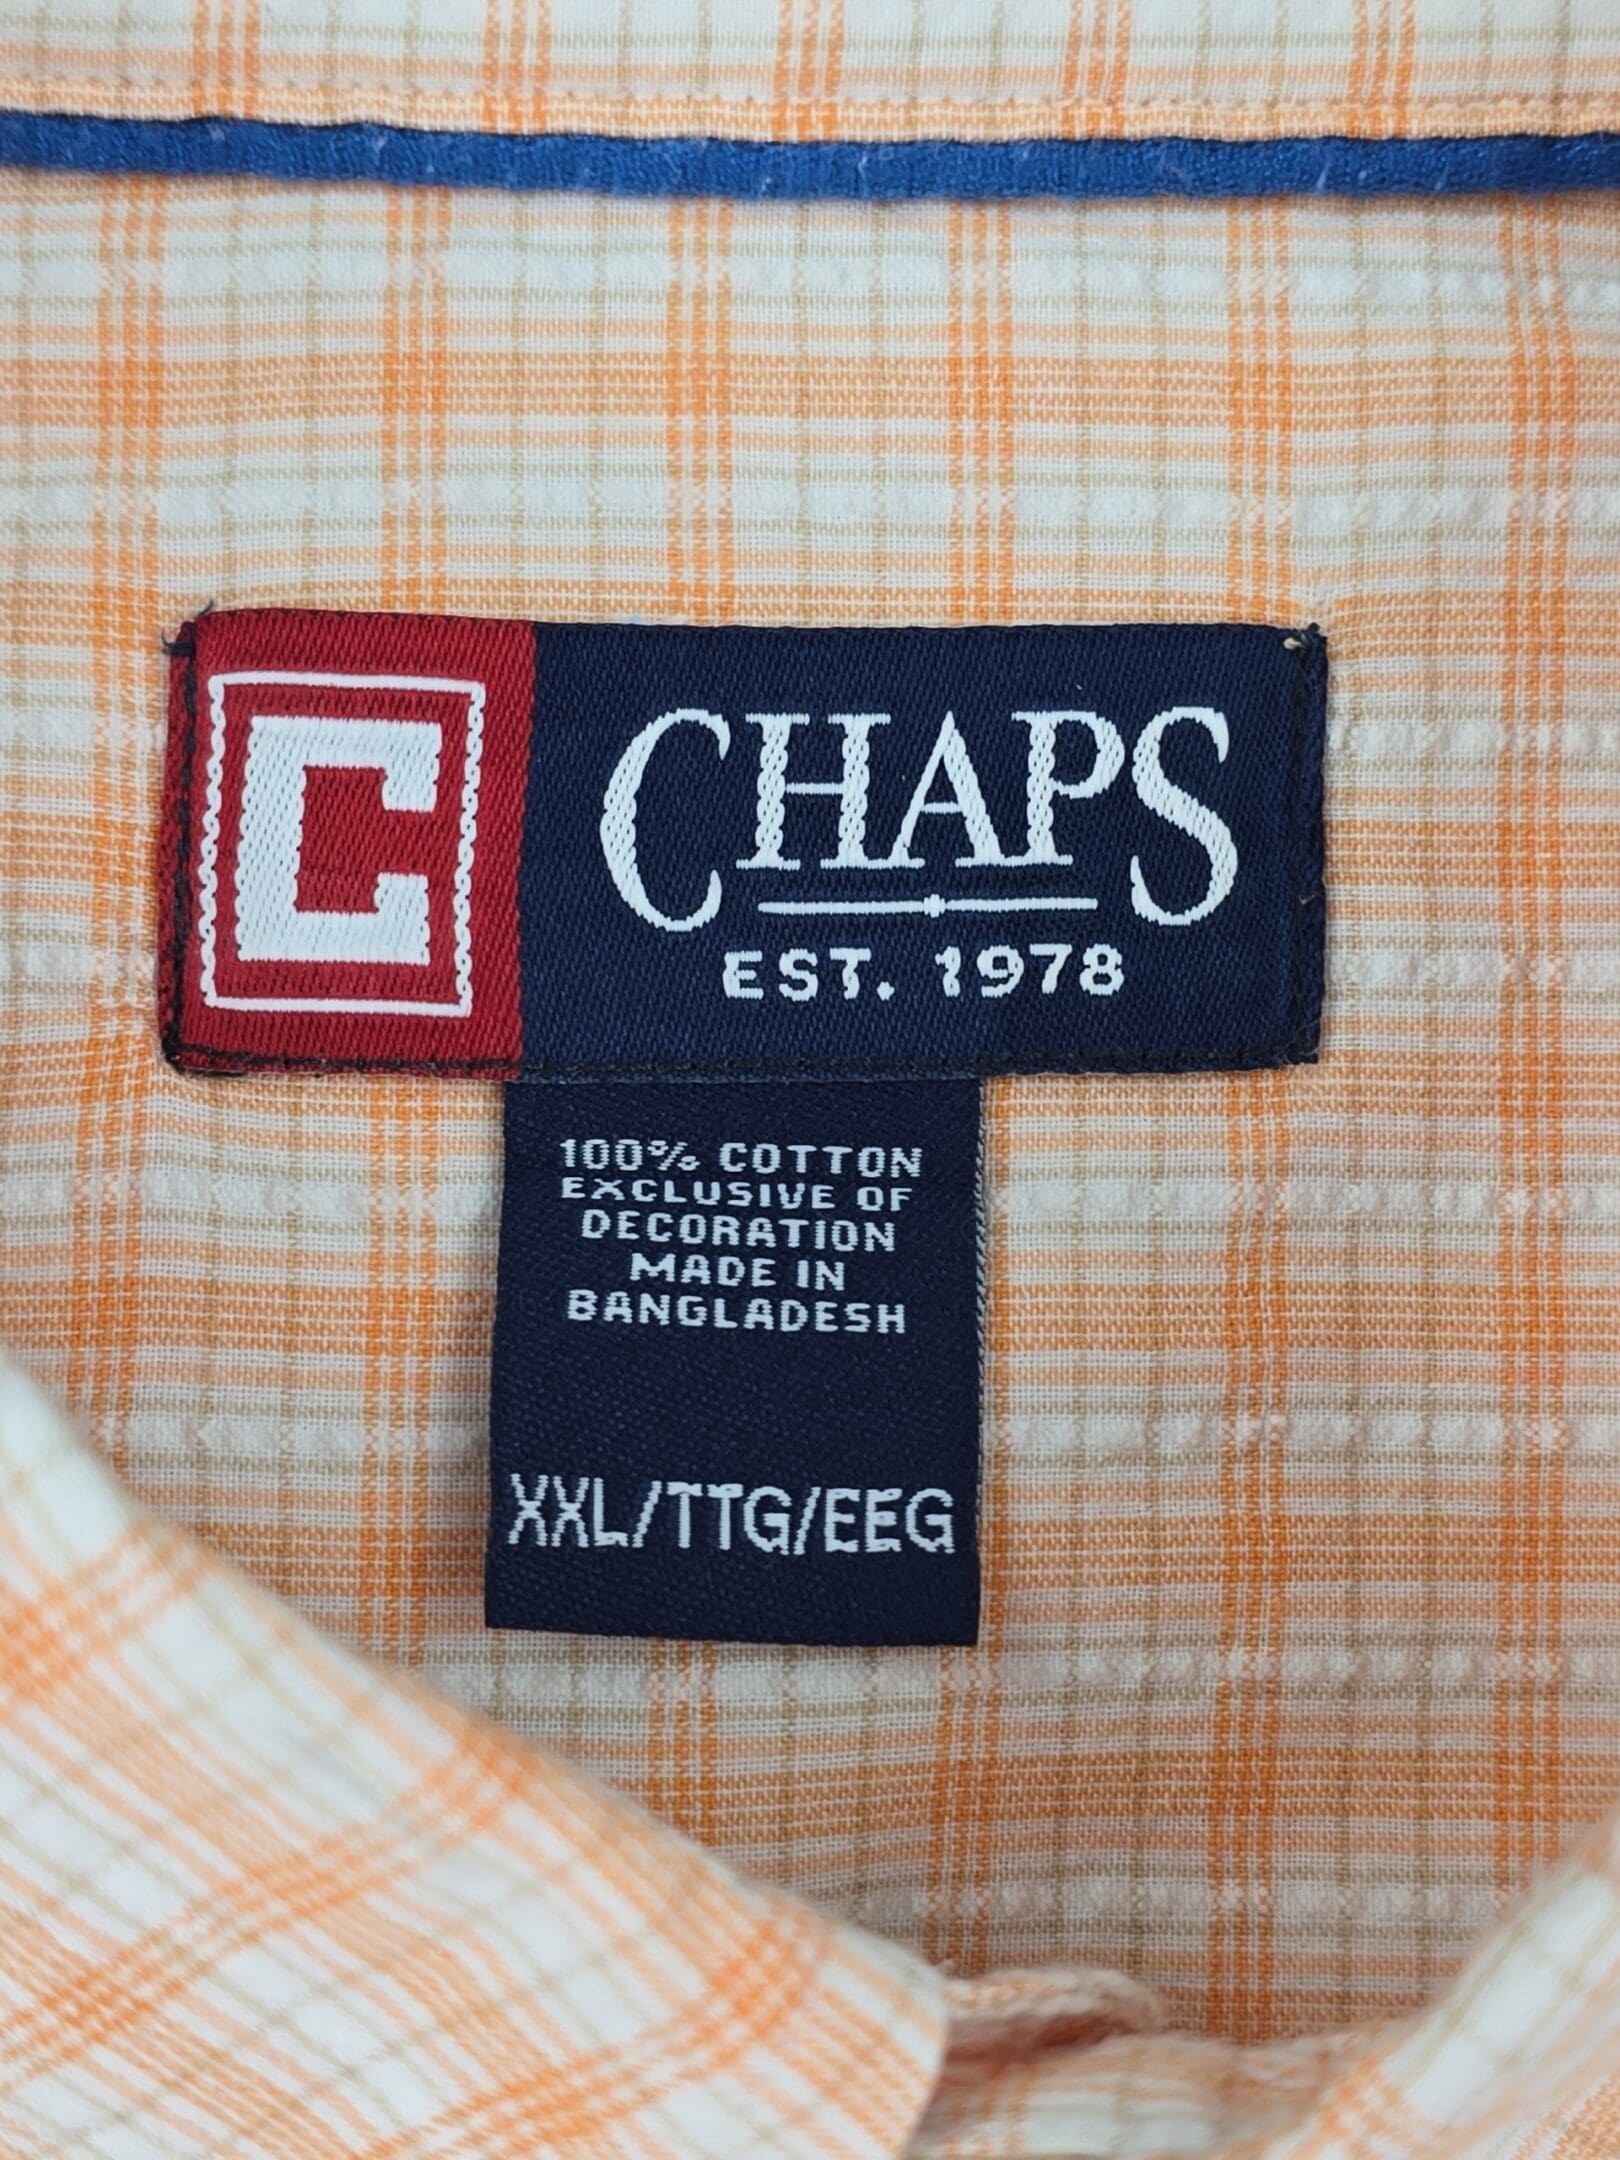 C
CHAPS
EST. 1978
100% COTTON
EXCLUSIVE OF
DECORATION
MADE IN
BANGLADESH
XXL/TTG/EEG